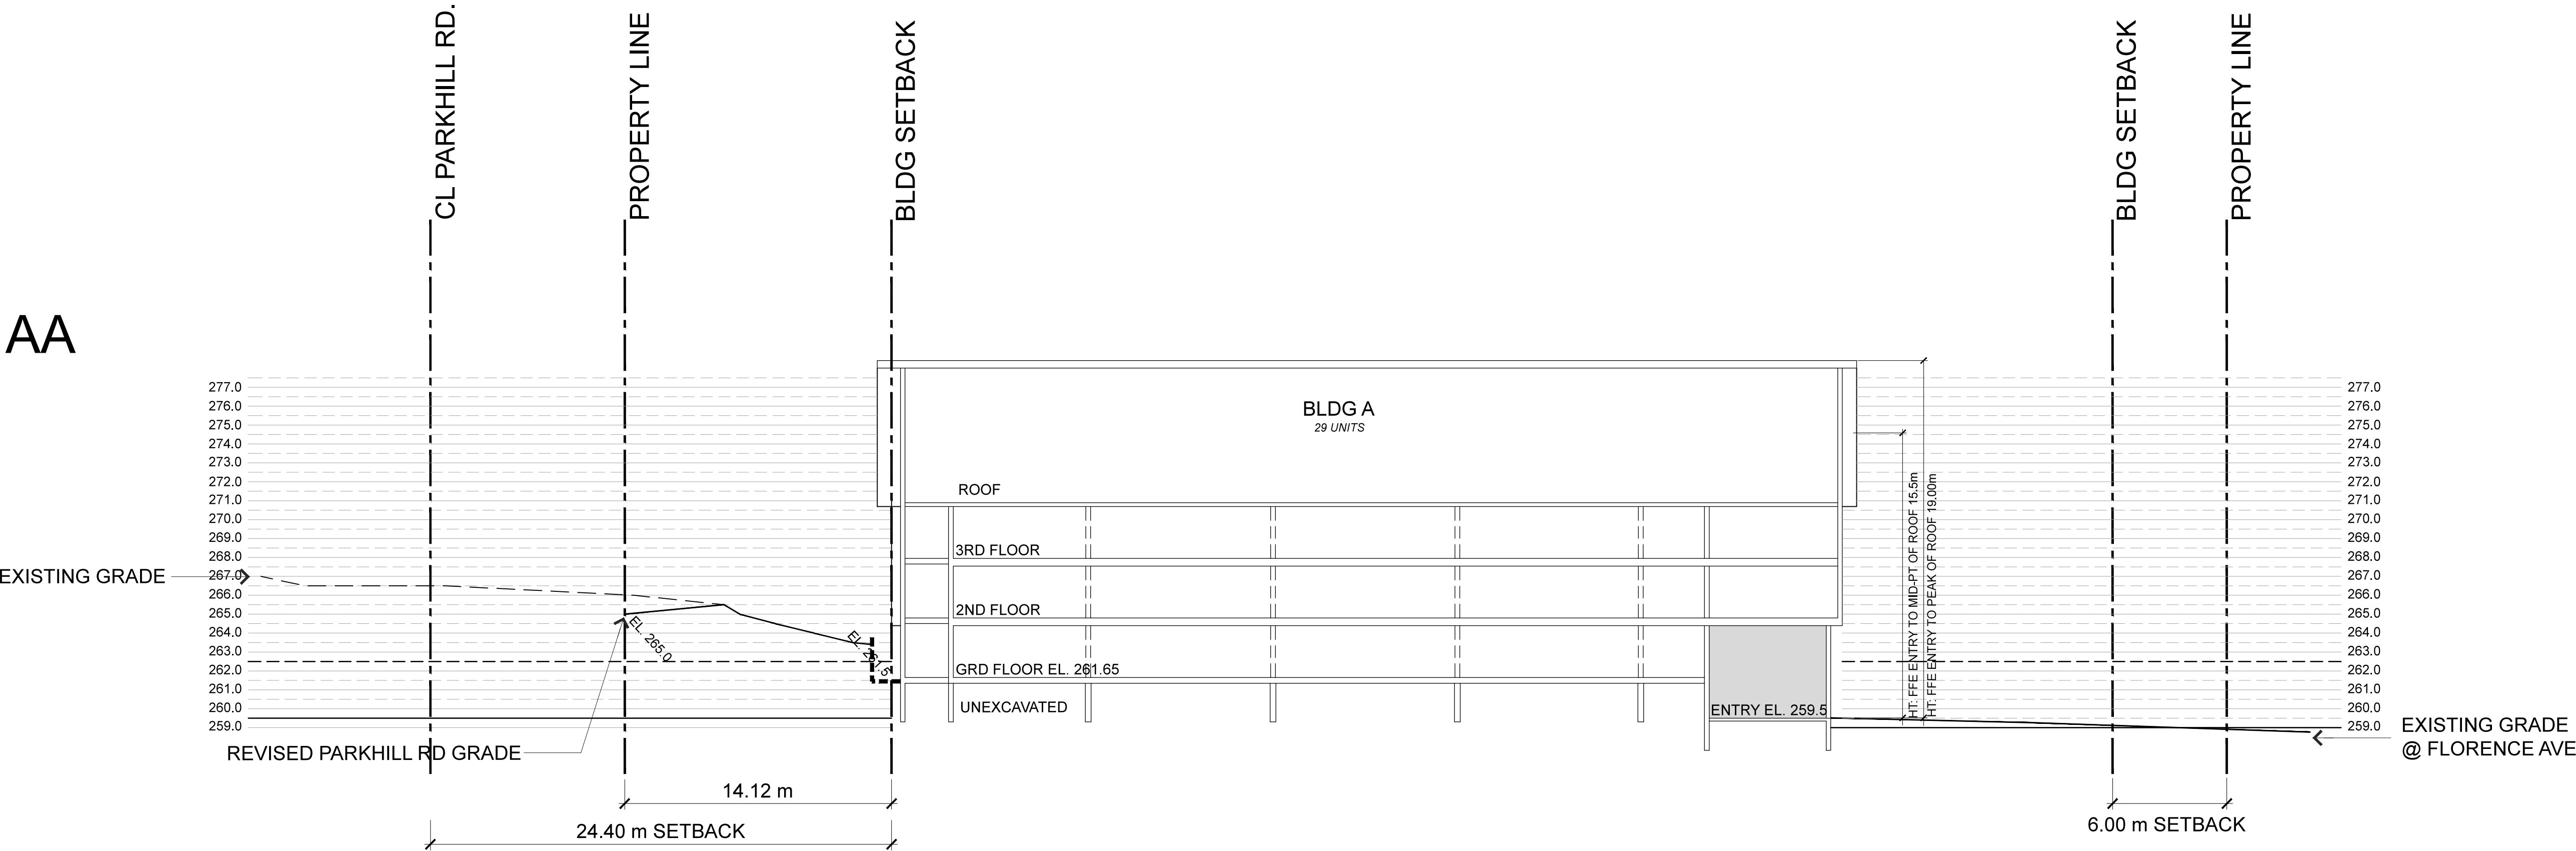 CL PARKHILL RD.
PROPERTY LINE
BLDG SETBACK
BLDG SETBACK
PROPERTY LINE
AA
277.0
276.0
275.0
274.0
273.0
272.0
271.0
270.0
269.0
268.0
267.0
266.0
265.0
264.0
263.0
262.0
261.0
260.0
259.0
EXISTING GRADE
EL. 265.0
EL. 261.5
REVISED PARKHILL RD GRADE
14.12 m
24.40 m SETBACK
BLDG A
29 UNITS
ROOF
3RD FLOOR
2ND FLOOR
GRD FLOOR EL. 261.65
UNEXCAVATED
ENTRY EL. 259.5
HT: FFE ENTRY TO MID-PT OF ROOF 15.5m
HT: FFE ENTRY TO PEAK OF ROOF 19.00m
277.0
276.0
275.0
274.0
273.0
272.0
271.0
270.0
269.0
268.0
267.0
266.0
265.0
264.0
263.0
262.0
261.0
260.0
259.0
EXISTING GRADE
@ FLORENCE AVE
6.00 m SETBACK